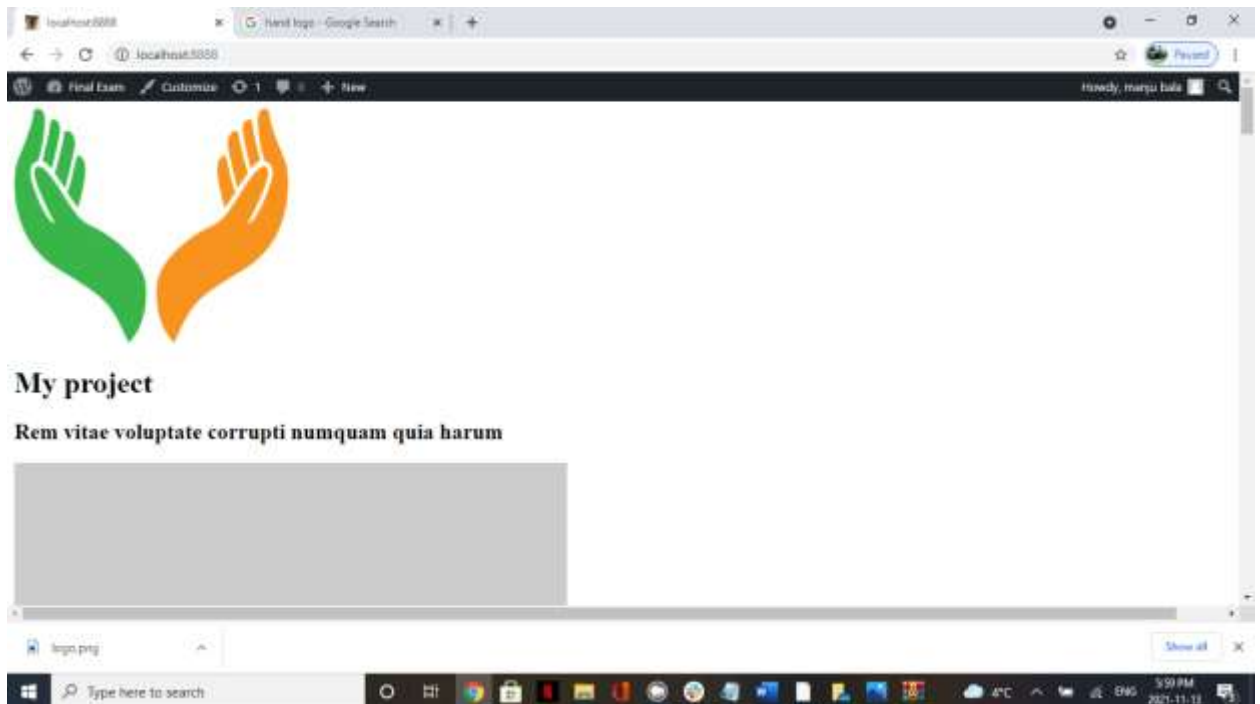 localhost:8888
hand logo - Google Search
localhost:8888
Paused
Final Exam
Customize
1
New
Howdy, manju bala
My project
Rem vitae voluptate corrupti numquam quia harum
logo.png
Show all
Type here to search
4°C
ENG
5:59 PM
2021-11-13